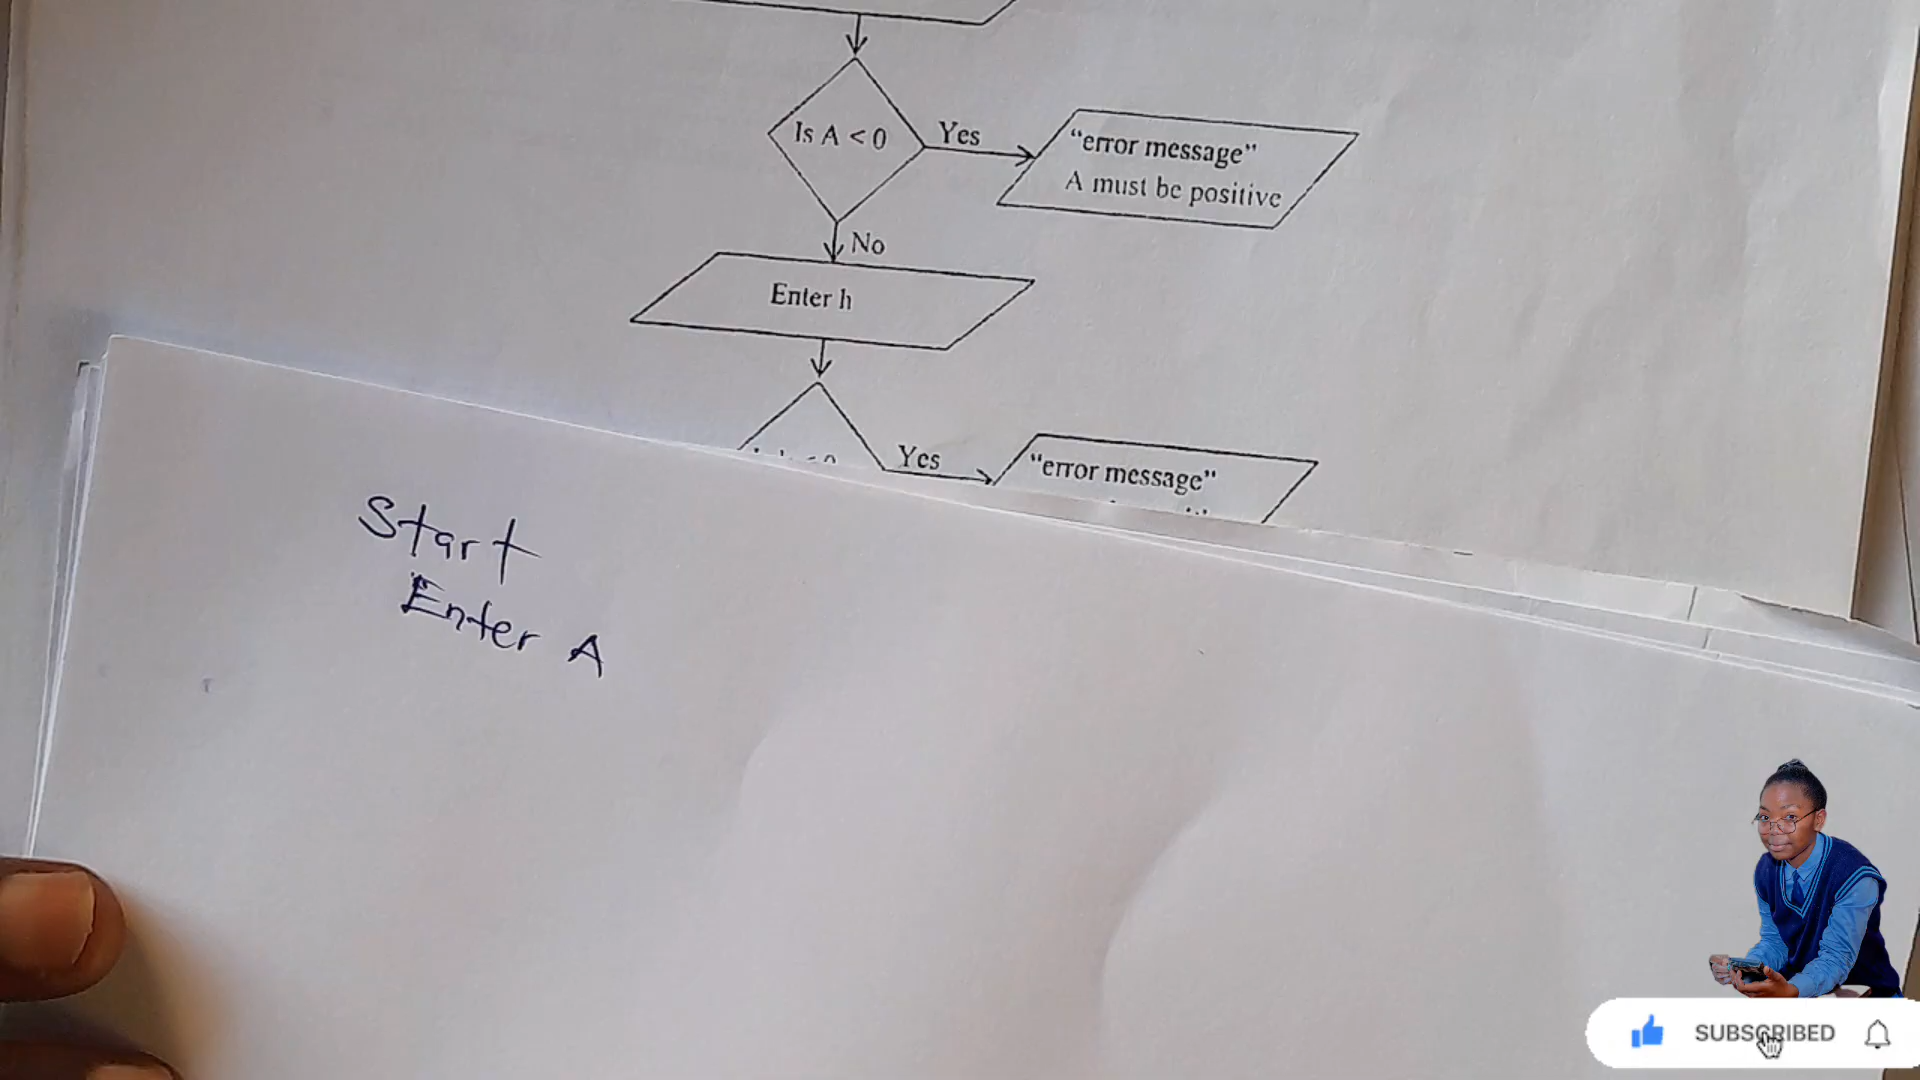 Is A < 0
Yes
"error message"
A must be positive
No
Enter h
Yes
"error message"
Start
Enter A
SUBSCRIBED